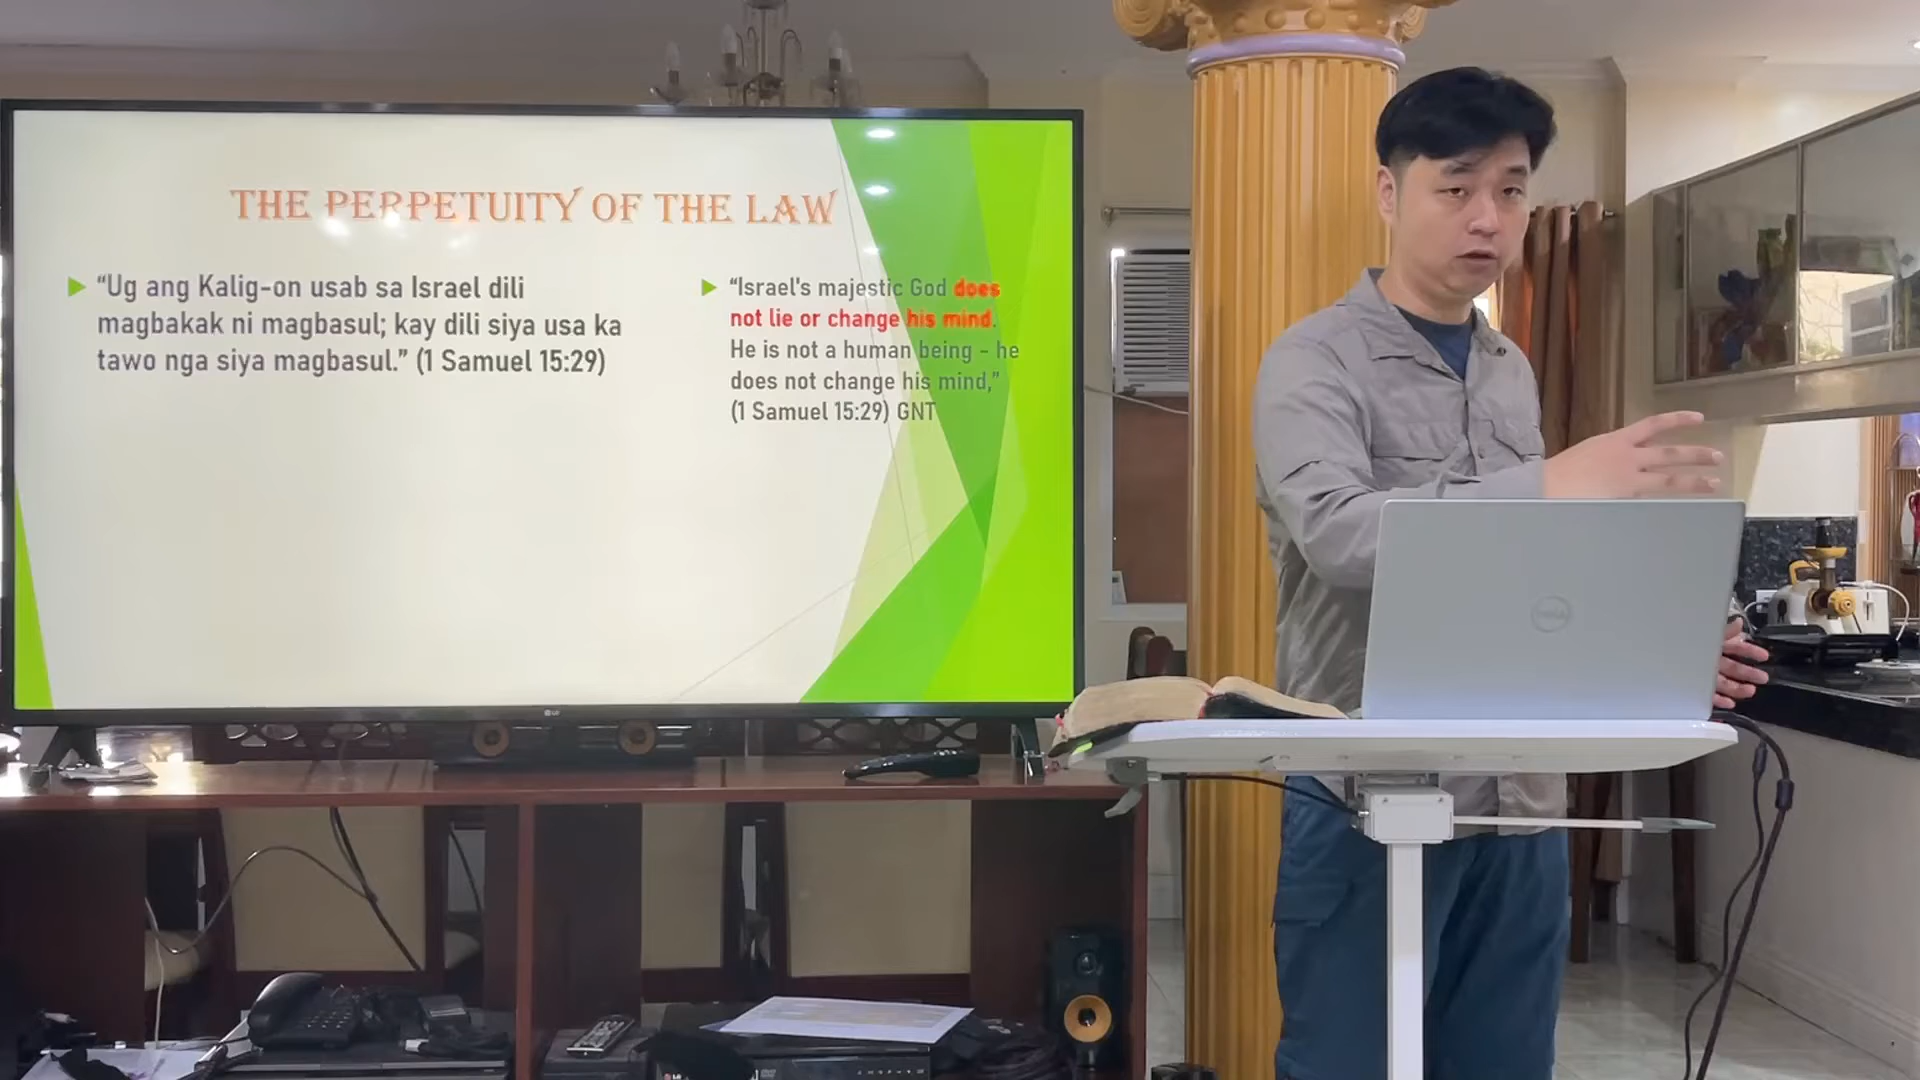 THE PERPETUITY OF THE LAW
“Ug ang Kalig-on usab sa Israel dili
magbakak ni magbasul; kay dili siya usa ka
tawo nga siya magbasul.” (1 Samuel 15:29)
“Israel's majestic God does
not lie or change his mind.
He is not a human being - he
does not change his mind,”
(1 Samuel 15:29) GNT
LG
DELL